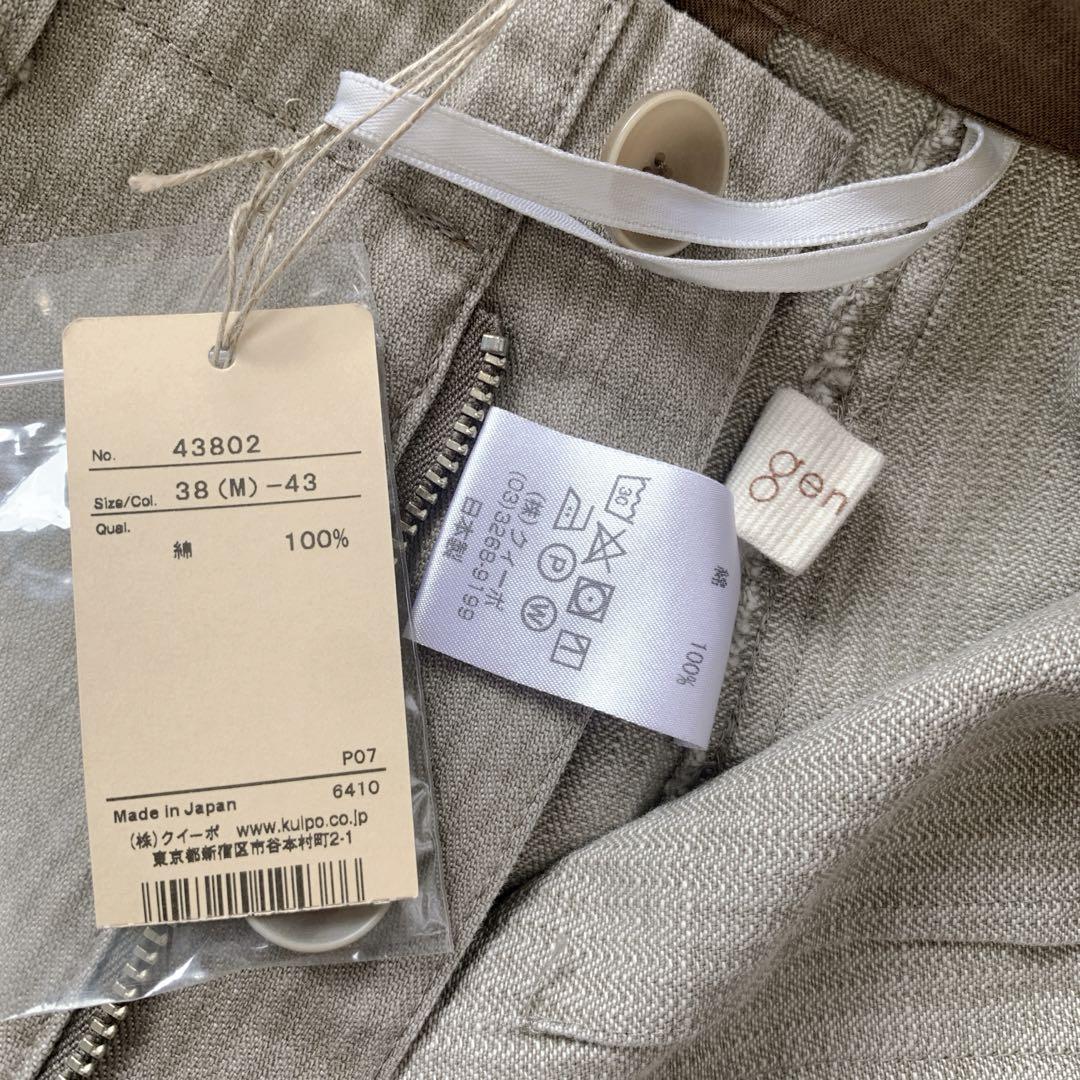 No. 43802
Size/Col. 38(M)-43
Qual.
綿 100%
P07
6410
Made in Japan
(株)クイーポ www.kuipo.co.jp
東京都新宿区市谷本村町2-1
綿 100%
30
P
W
(株)クイーポ
(03)3268-9199
日本製
gen